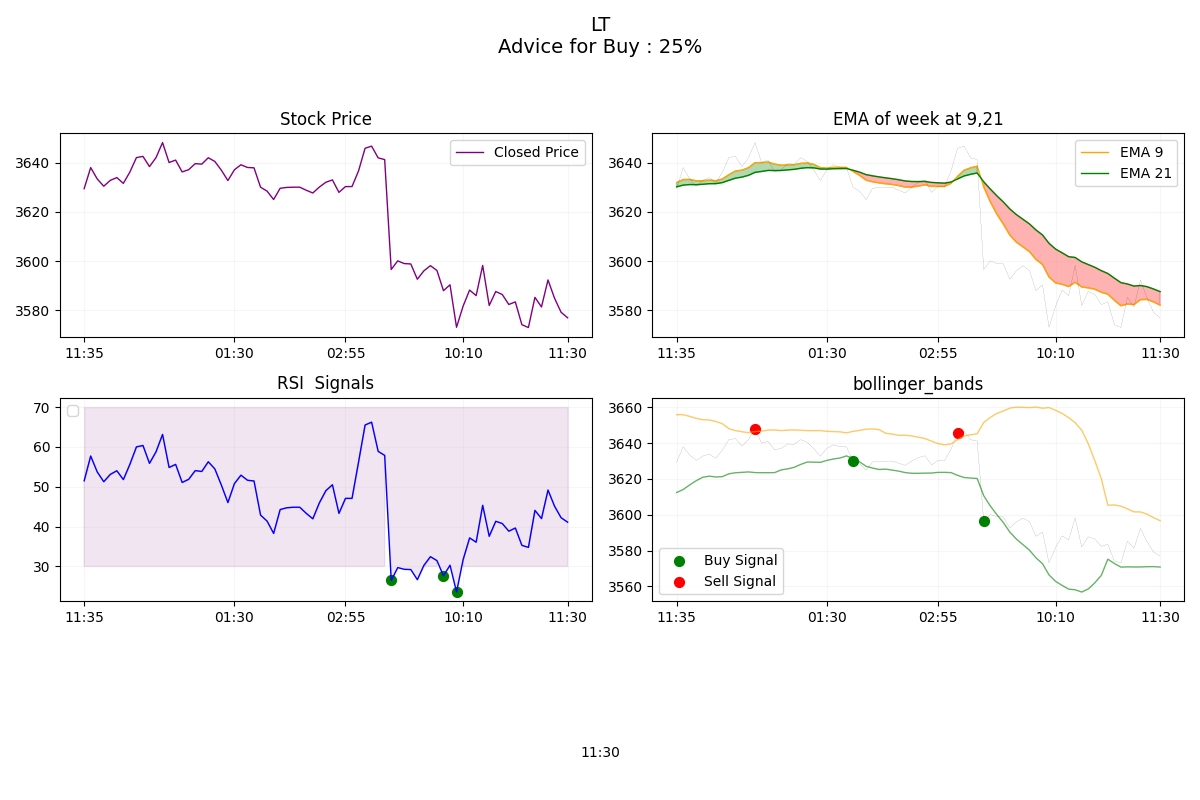 LT
Advice for Buy : 25%
Stock Price
Closed Price
3640
3620
3600
3580
11:35 01:30 02:55 10:10 11:30
EMA of week at 9,21
EMA 9
EMA 21
3640
3620
3600
3580
11:35 01:30 02:55 10:10 11:30
RSI  Signals
70
60
50
40
30
11:35 01:30 02:55 10:10 11:30
bollinger_bands
3660
3640
3620
3600
3580
3560
Buy Signal
Sell Signal
11:35 01:30 02:55 10:10 11:30
11:30